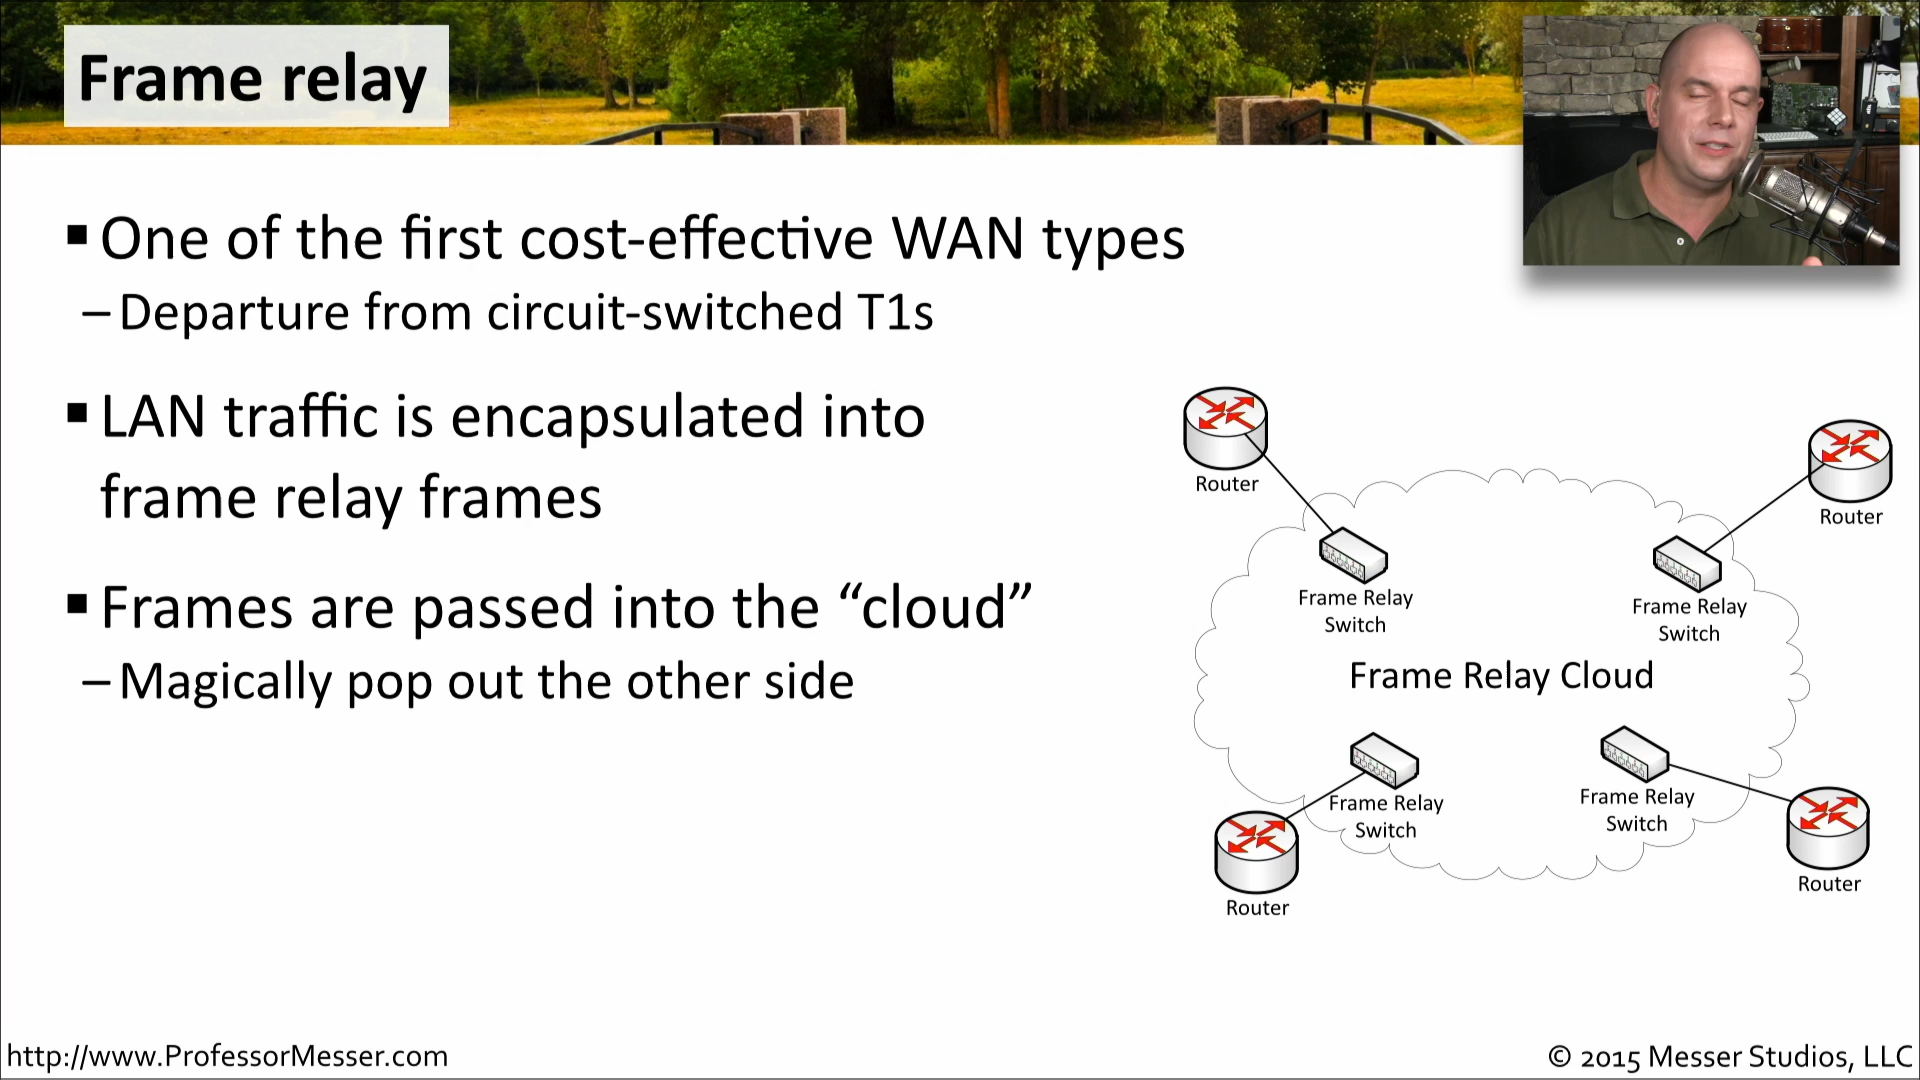 Frame relay
▪ One of the first cost-effective WAN types
– Departure from circuit-switched T1s
▪ LAN traffic is encapsulated into
frame relay frames
▪ Frames are passed into the “cloud”
– Magically pop out the other side
Router
Router
Frame Relay
Switch
Frame Relay
Switch
Frame Relay Cloud
Frame Relay
Switch
Frame Relay
Switch
Router
Router
http://www.ProfessorMesser.com
© 2015 Messer Studios, LLC